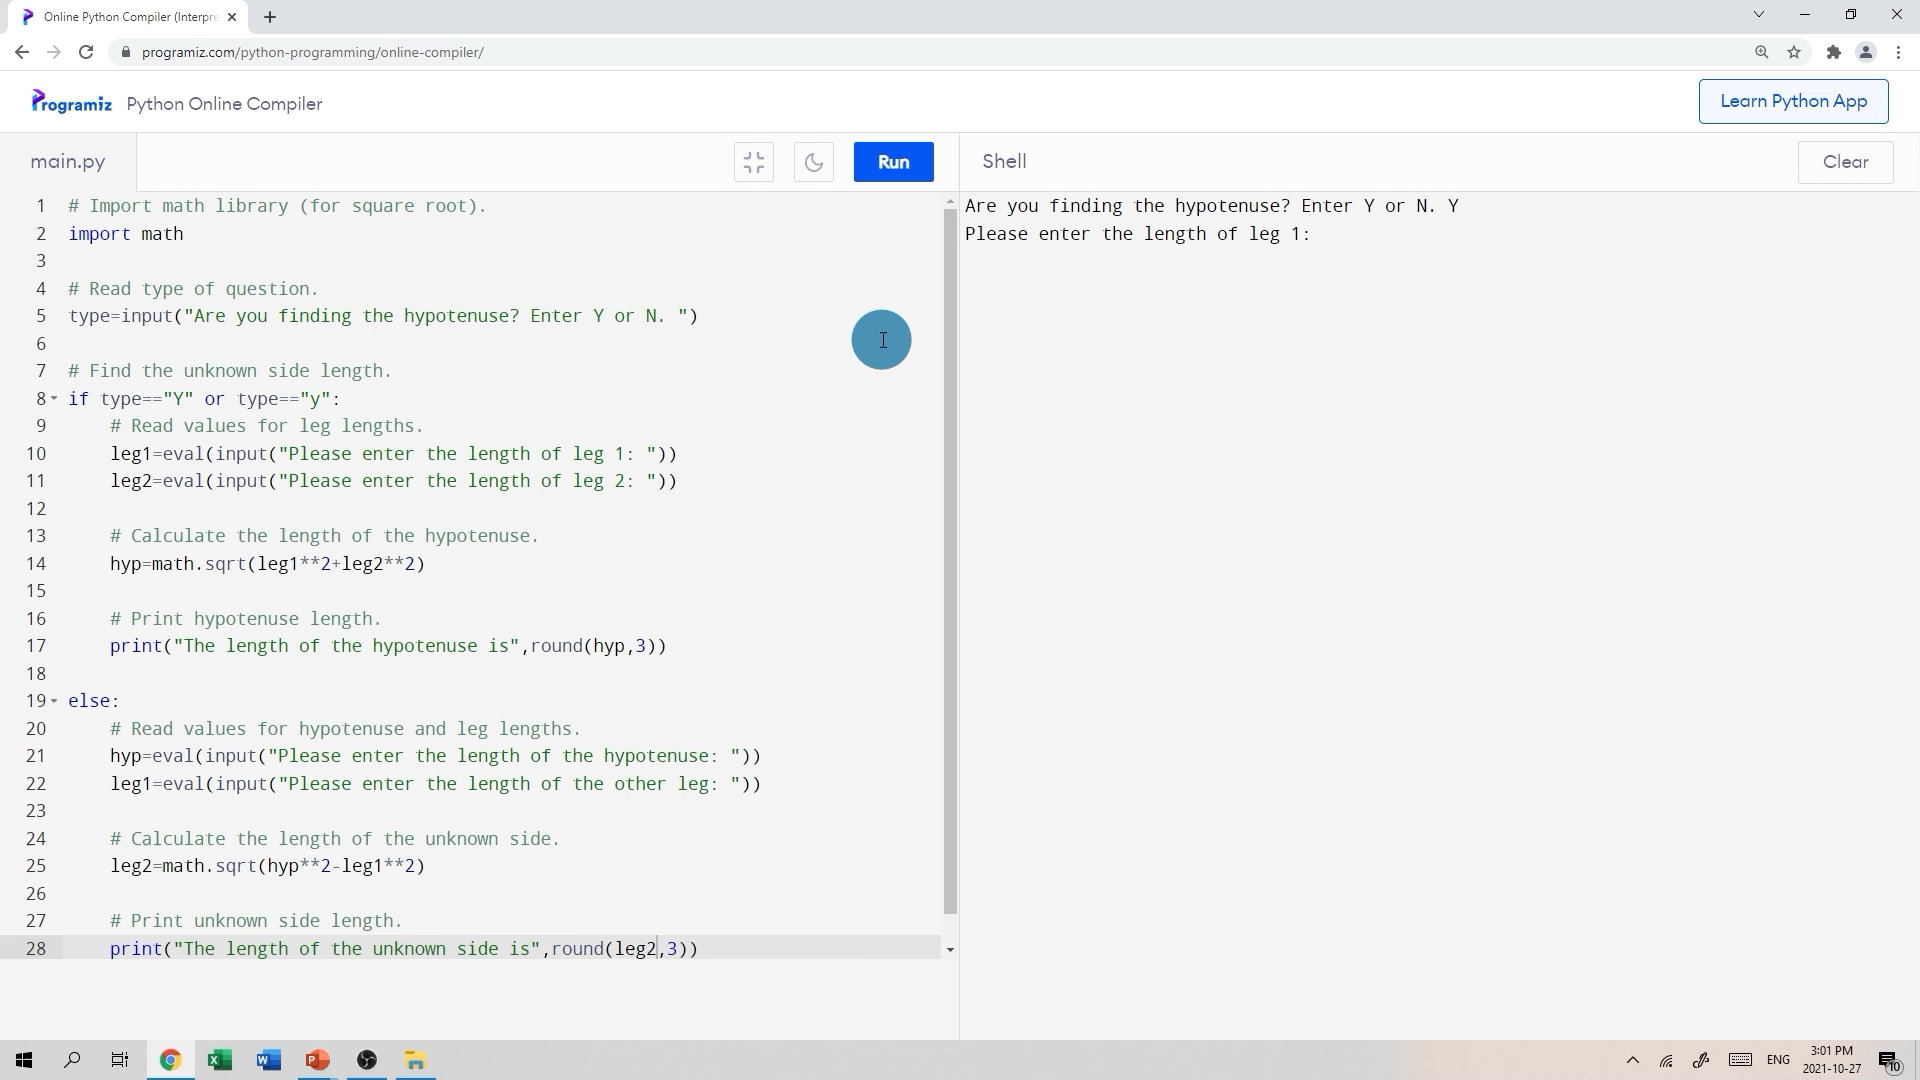 Online Python Compiler (Interpre
programiz.com/python-programming/online-compiler/
Programiz Python Online Compiler
Learn Python App
main.py
Run
Shell
Clear
1 # Import math library (for square root).
2 import math
3
4 # Read type of question.
5 type=input("Are you finding the hypotenuse? Enter Y or N. ")
6
7 # Find the unknown side length.
8 if type=="Y" or type=="y":
9     # Read values for leg lengths.
10     leg1=eval(input("Please enter the length of leg 1: "))
11     leg2=eval(input("Please enter the length of leg 2: "))
12
13     # Calculate the length of the hypotenuse.
14     hyp=math.sqrt(leg1**2+leg2**2)
15
16     # Print hypotenuse length.
17     print("The length of the hypotenuse is",round(hyp,3))
18
19 else:
20     # Read values for hypotenuse and leg lengths.
21     hyp=eval(input("Please enter the length of the hypotenuse: "))
22     leg1=eval(input("Please enter the length of the other leg: "))
23
24     # Calculate the length of the unknown side.
25     leg2=math.sqrt(hyp**2-leg1**2)
26
27     # Print unknown side length.
28     print("The length of the unknown side is",round(leg2,3))
Are you finding the hypotenuse? Enter Y or N. Y
Please enter the length of leg 1:
ENG
3:01 PM
2021-10-27
10